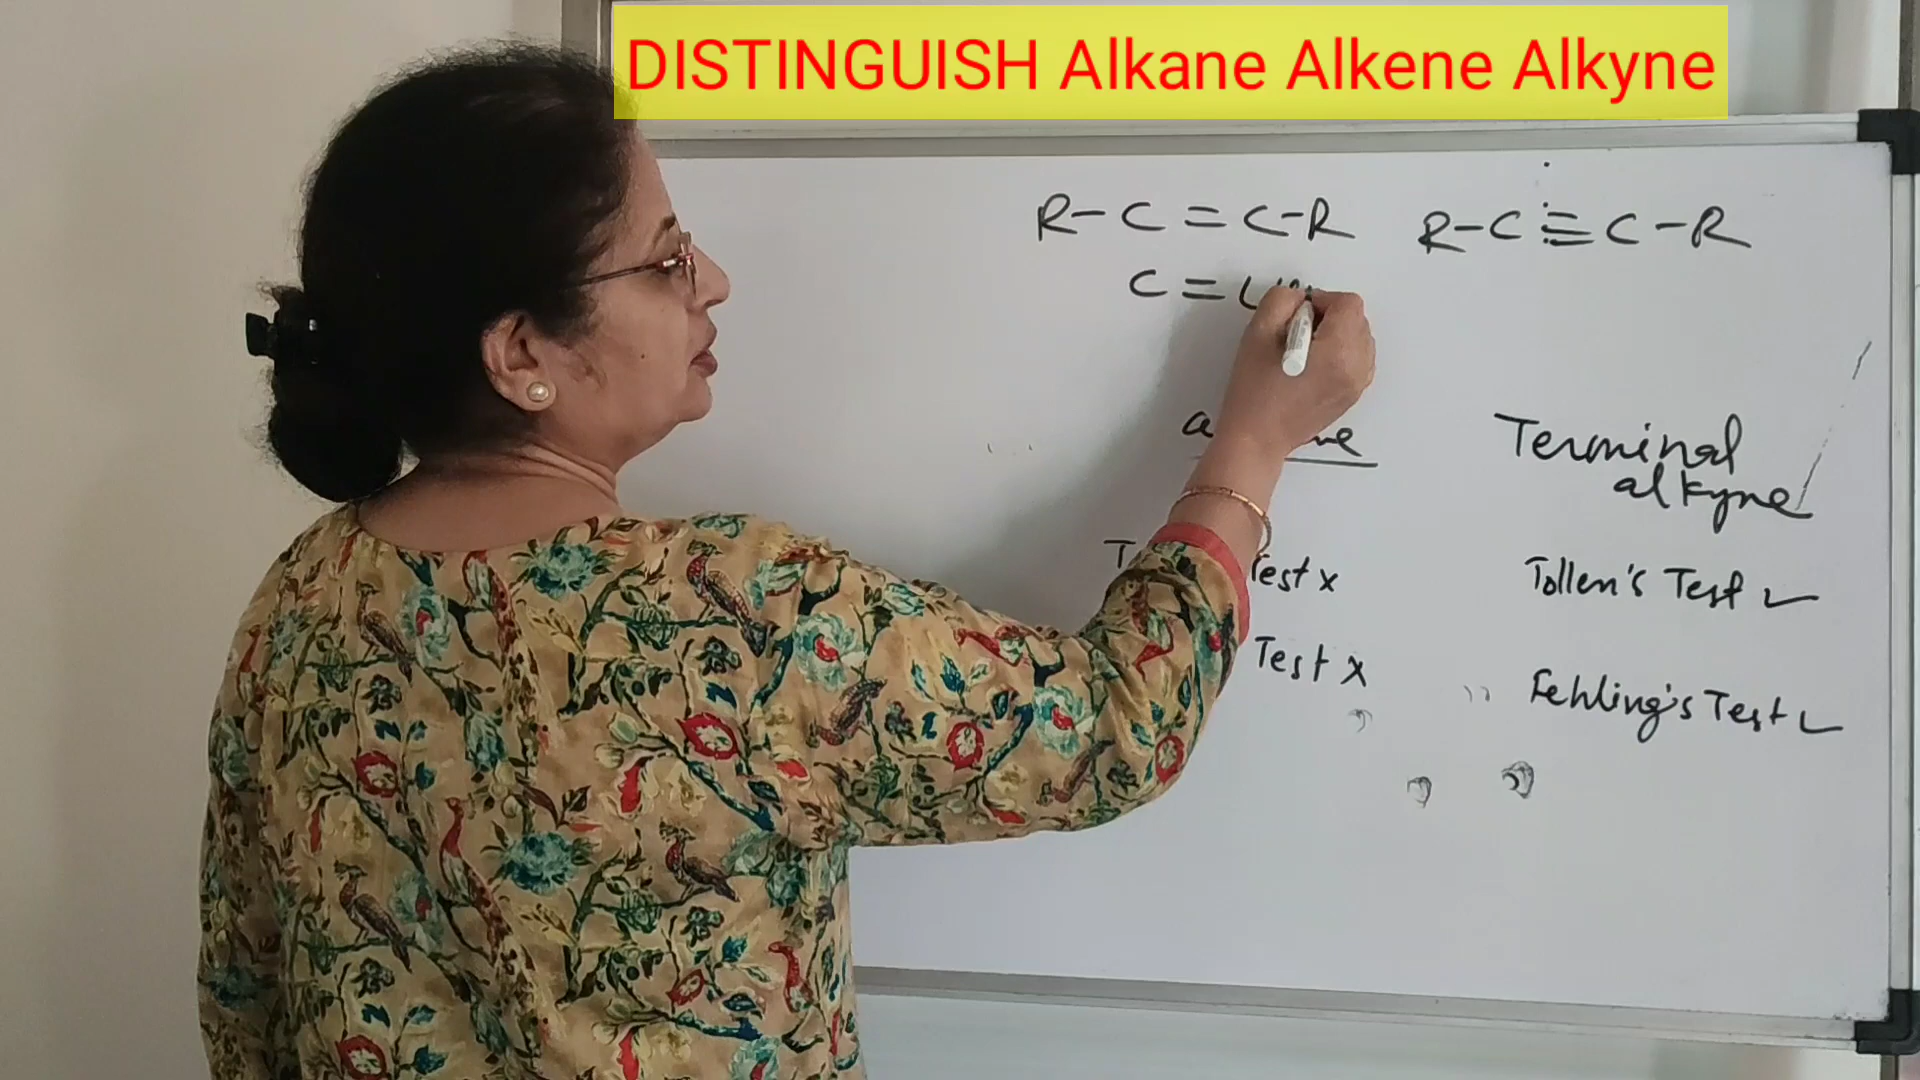 DISTINGUISH Alkane Alkene Alkyne
R-C=C-R
R-C≡C-R
C=
Terminal
alkyne
Test x
Tollen's Test ✓
Test x
Fehling's Test ✓